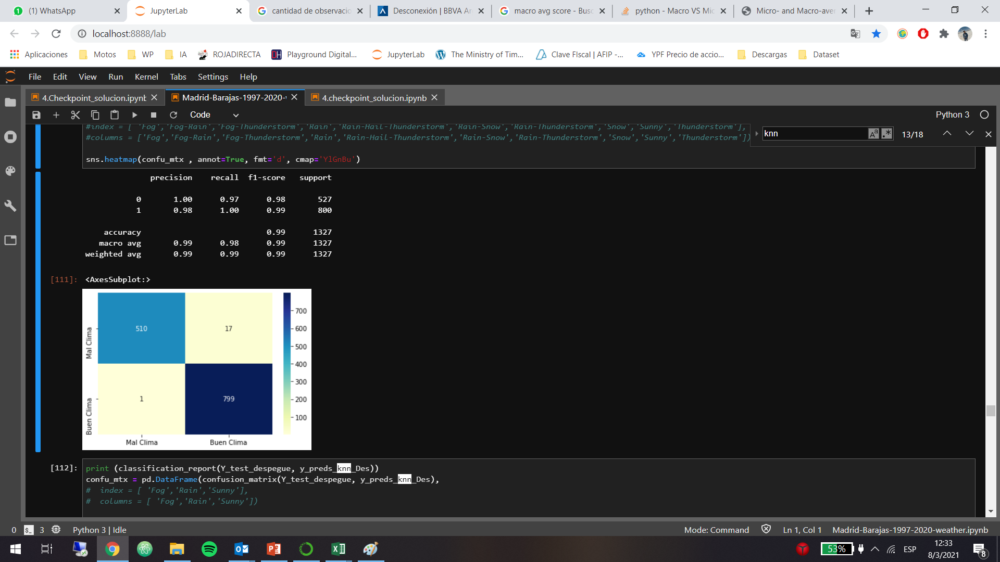 (1) WhatsApp
JupyterLab
cantidad de observacio
Desconexión | BBVA Ar
macro avg score - Bus
python - Macro VS Mic
Micro- and Macro-aver
localhost:8888/lab
Aplicaciones
Motos
WP
IA
ROJADIRECTA
Playground Digital...
JupyterLab
The Ministry of Tim...
Clave FIscal | AFIP -...
YPF Precio de accio...
Descargas
Dataset
File Edit View Run Kernel Tabs Settings Help
4.Checkpoint_solucion.ipynb
Madrid-Barajas-1997-2020-
4.checkpoint_solucion.ipynb
Code
Python 3
#index = [ 'Fog','Fog-Rain','Fog-Thunderstorm','Rain','Rain-Hail-Thunderstorm','Rain-Snow','Rain-Thunderstorm','Snow','Sunny','Thunderstorm'],
#columns = ['Fog','Fog-Rain','Fog-Thunderstorm','Rain','Rain-Hail-Thunderstorm','Rain-Snow','Rain-Thunderstorm','Snow','Sunny','Thunderstorm'])
knn
13/18
sns.heatmap(confu_mtx , annot=True, fmt='d', cmap='YlGnBu')
precision recall f1-score support
0 1.00 0.97 0.98 527
1 0.98 1.00 0.99 800
accuracy 0.99 1327
macro avg 0.99 0.98 0.99 1327
weighted avg 0.99 0.99 0.99 1327
[111]: <AxesSubplot:>
Mal Clima
Buen Clima
510
17
1
799
Mal Clima
Buen Clima
700
600
500
400
300
200
100
[112]: print (classification_report(Y_test_despegue, y_preds_knn_Des))
confu_mtx = pd.DataFrame(confusion_matrix(Y_test_despegue, y_preds_knn_Des),
# index = [ 'Fog','Rain','Sunny'],
# columns = [ 'Fog','Rain','Sunny'])
0
3
Python 3 | Idle
Mode: Command
Ln 1, Col 1
Madrid-Barajas-1997-2020-weather.ipynb
53%
ESP
12:33
8/3/2021
8